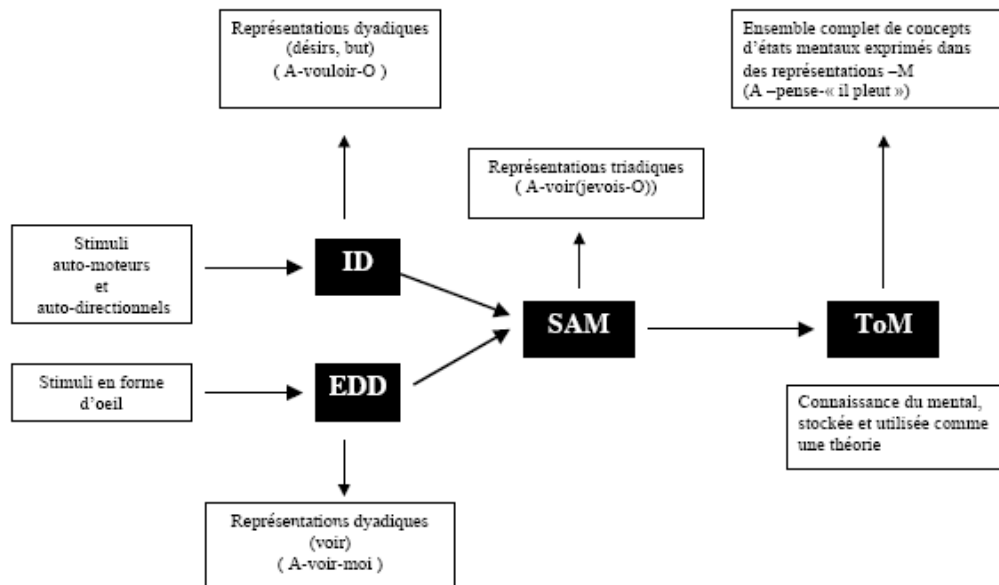 Représentations dyadiques
(désirs, but)
( A-vouloir-O )
Ensemble complet de concepts
d'états mentaux exprimés dans
des représentations –M
(A –pense-« il pleut »)
Représentations triadiques
( A-voir(jevois-O))
Stimuli
auto-moteurs
et
auto-directionnels
ID
SAM
ToM
Stimuli en forme
d'oeil
EDD
Connaissance du mental,
stockée et utilisée comme
une théorie
Représentations dyadiques
(voir)
( A-voir-moi )